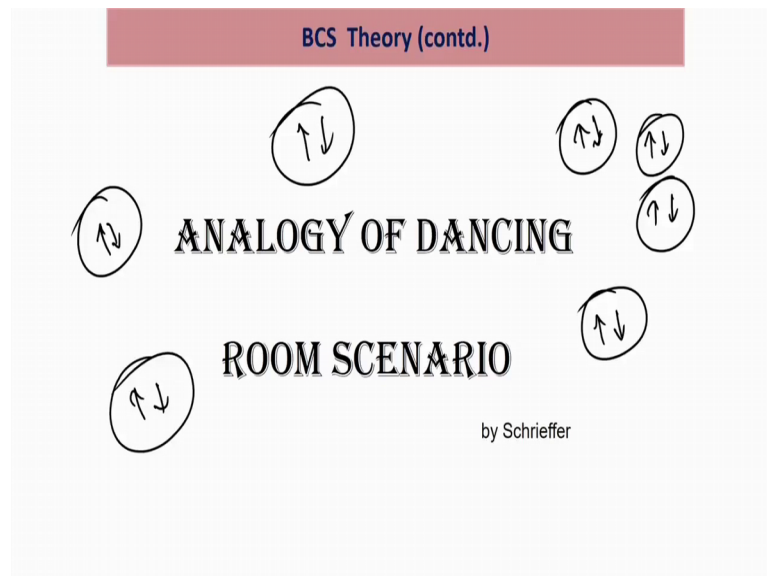 BCS Theory (contd.)
ANALOGY OF DANCING
ROOM SCENARIO
by Schrieffer